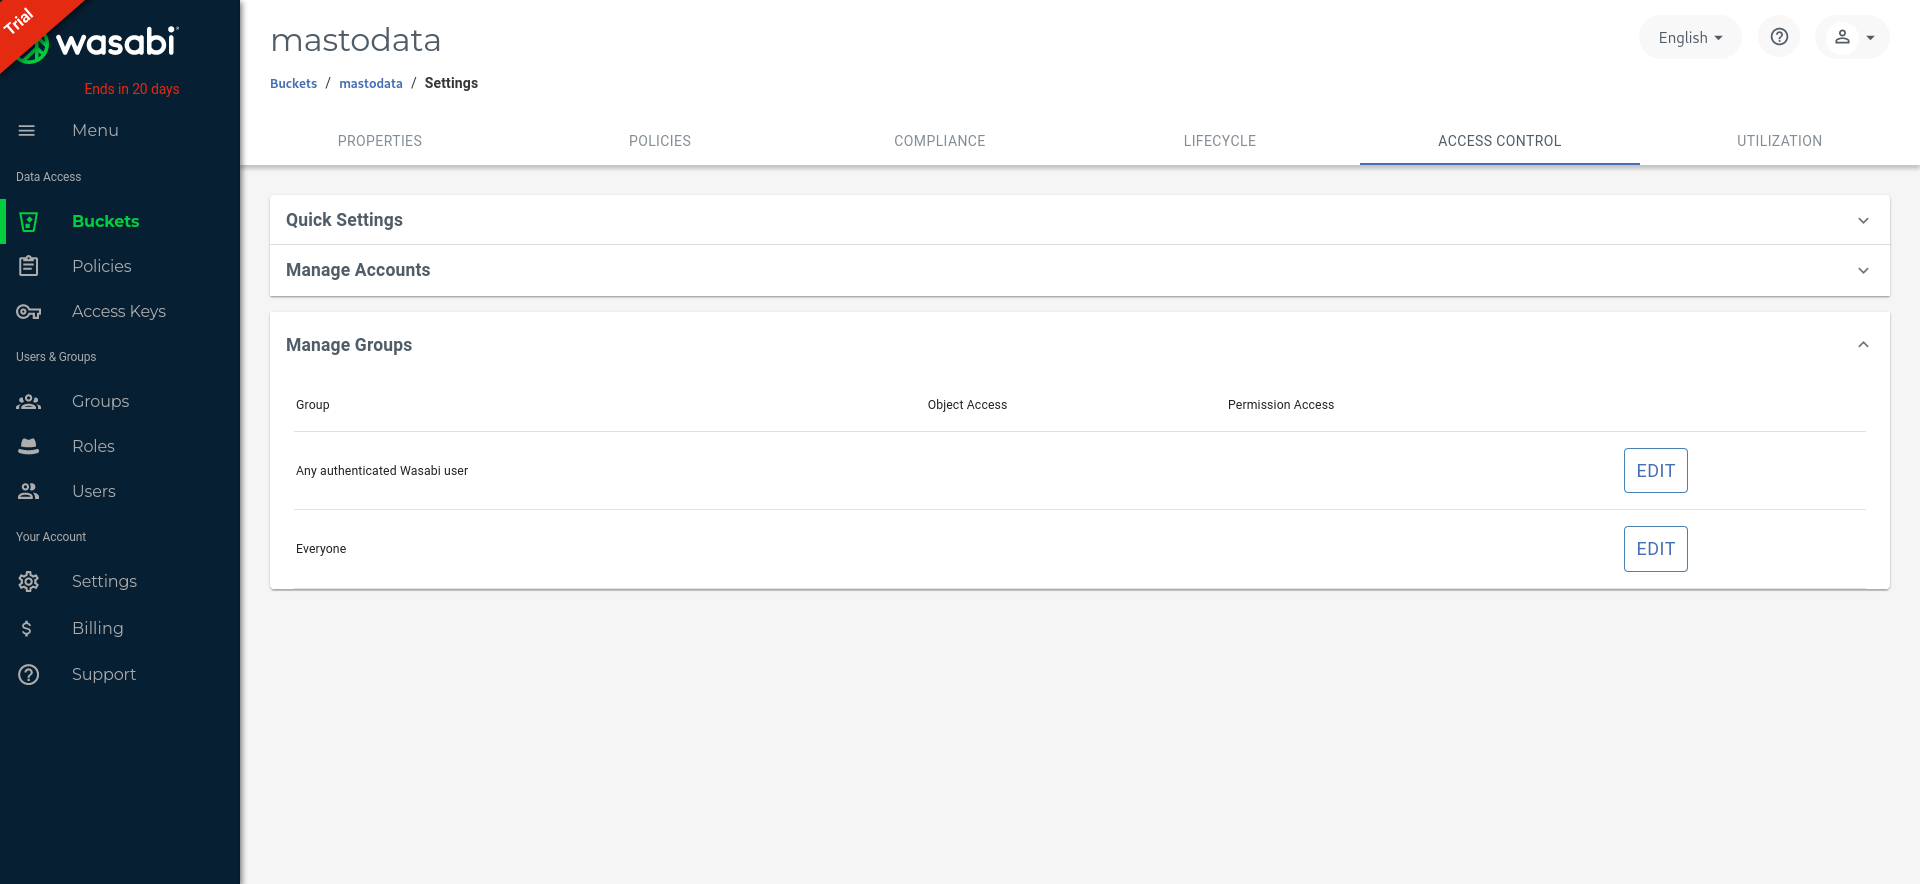 Trial
wasabi
Ends in 20 days
Menu
Data Access
Buckets
Policies
Access Keys
Users & Groups
Groups
Roles
Users
Your Account
Settings
Billing
Support
mastodata
Buckets / mastodata / Settings
English
PROPERTIES POLICIES COMPLIANCE LIFECYCLE ACCESS CONTROL UTILIZATION
Quick Settings
Manage Accounts
Manage Groups
Group Object Access Permission Access
Any authenticated Wasabi user EDIT
Everyone EDIT